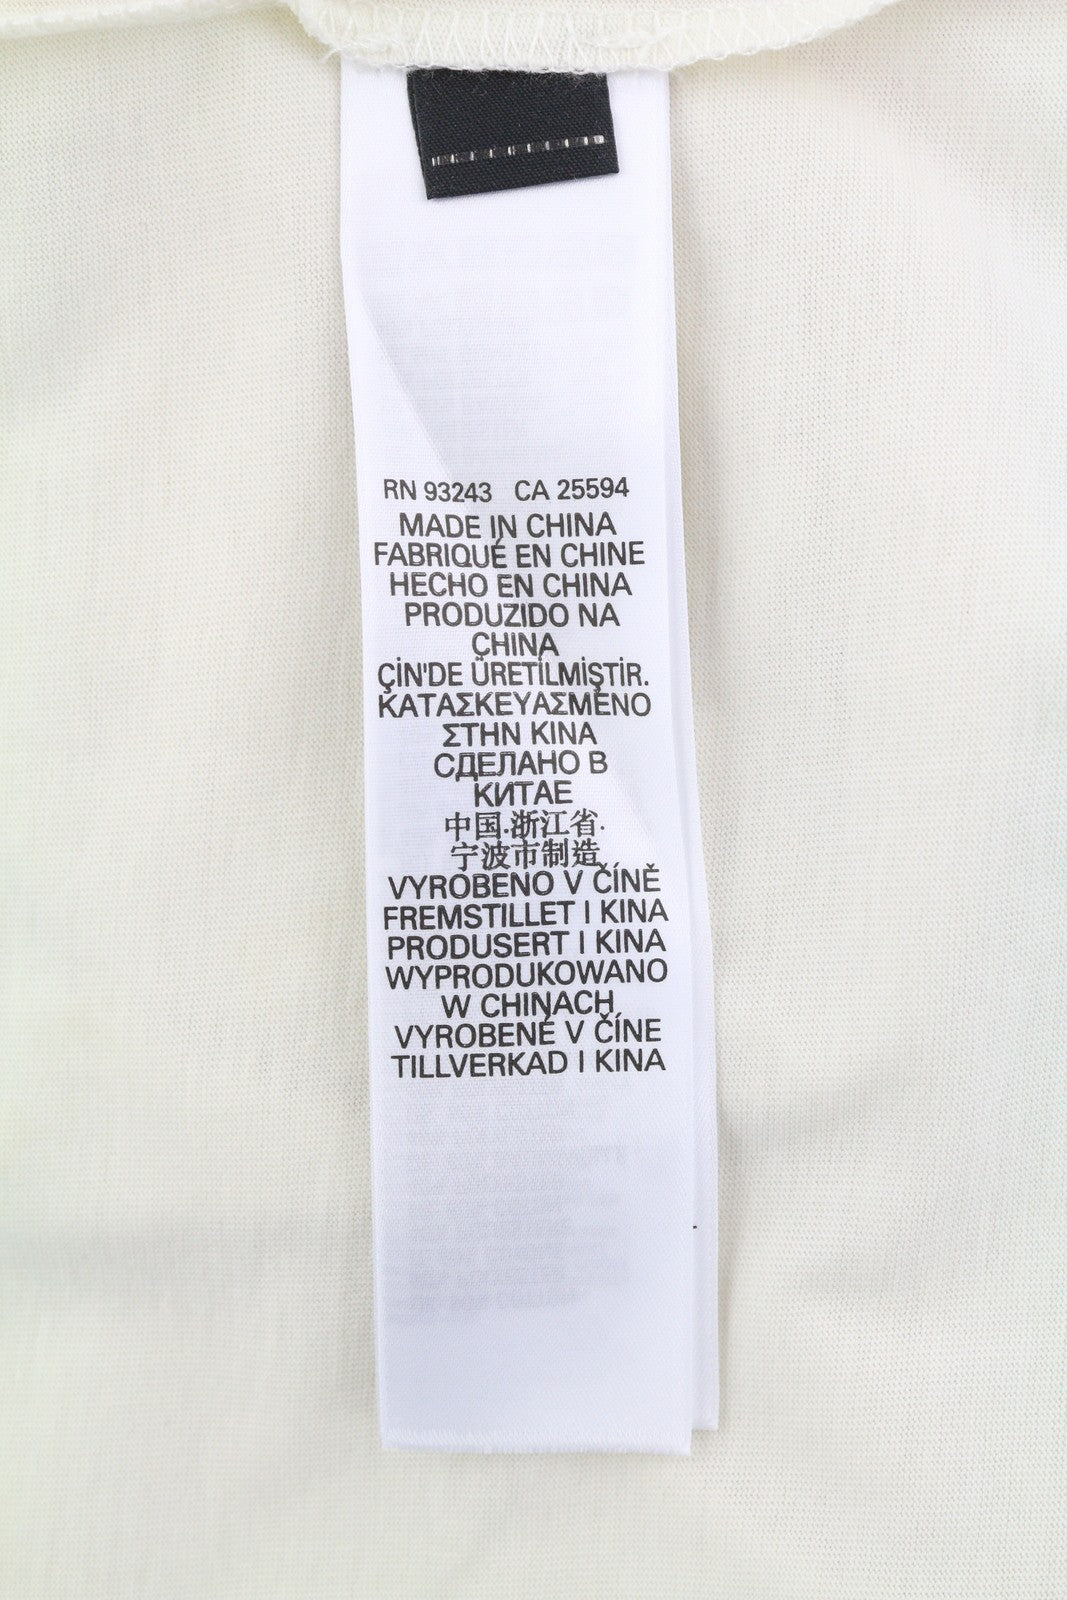 RN 93243 CA 25594
MADE IN CHINA
FABRIQUÉ EN CHINE
HECHO EN CHINA
PRODUZIDO NA
CHINA
ÇİN'DE ÜRETİLMİŞTİR.
ΚΑΤΑΣΚΕΥΑΣΜΕΝΟ
ΣΤΗΝ ΚΙΝΑ
СДЕЛАНО В
КИТАЕ
中国.浙江省.
宁波市制造
VYROBENO V ČÍNĚ
FREMSTILLET I KINA
PRODUSERT I KINA
WYPRODUKOWANO
W CHINACH
VYROBENÉ V ČÍNE
TILLVERKAD I KINA